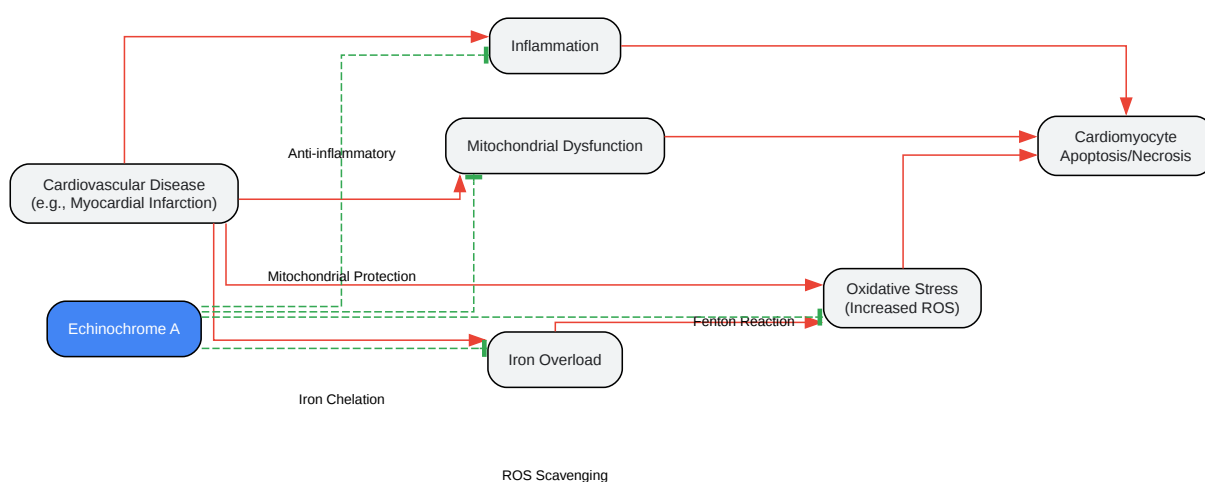 Inflammation
Anti-inflammatory
Mitochondrial Dysfunction
Cardiomyocyte
Apoptosis/Necrosis
Cardiovascular Disease
(e.g., Myocardial Infarction)
Mitochondrial Protection
Oxidative Stress
(Increased ROS)
Echinochrome A
Fenton Reaction
Iron Overload
Iron Chelation
ROS Scavenging